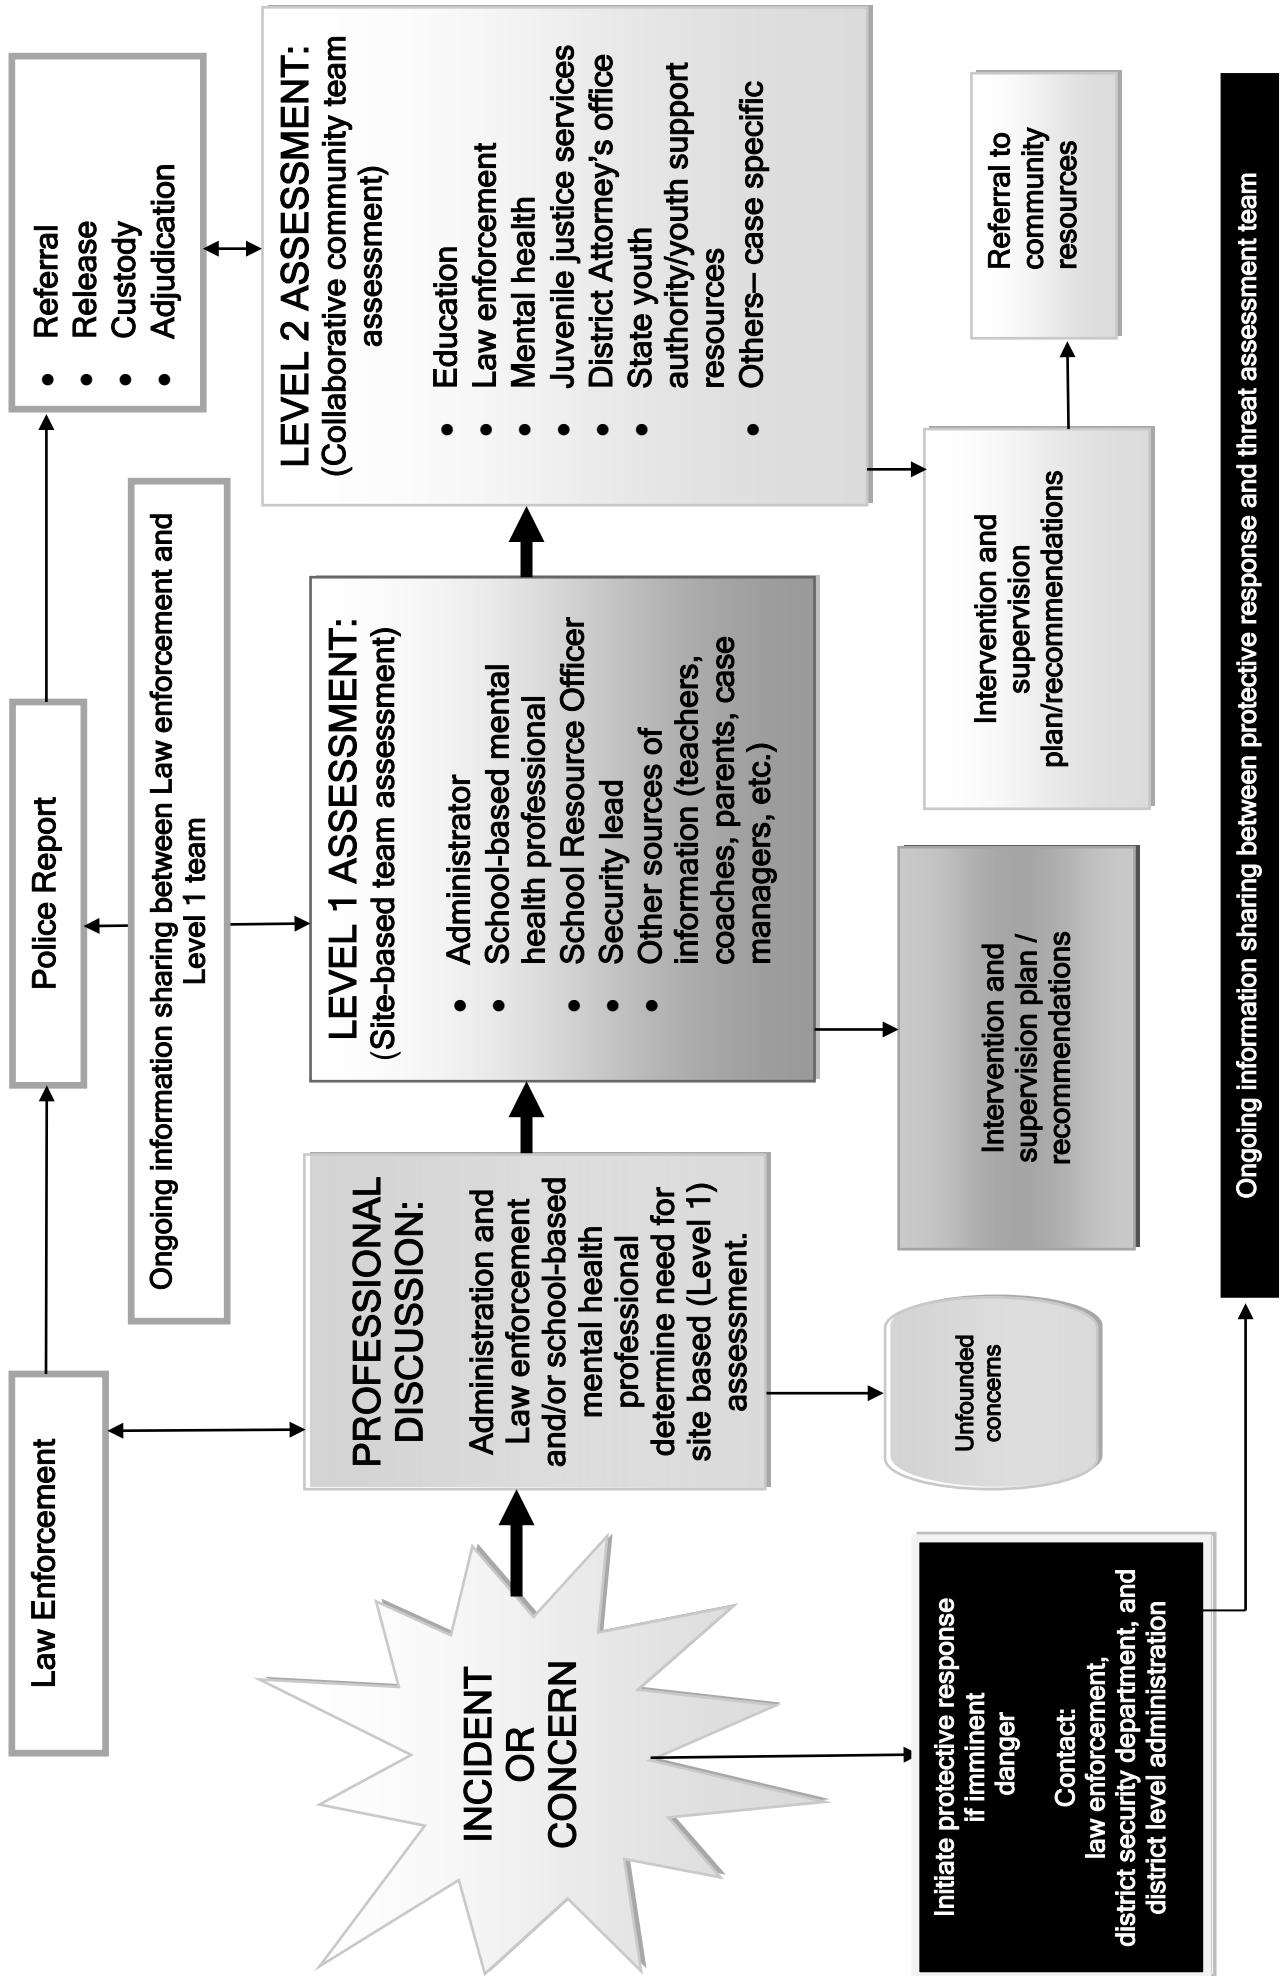 Law Enforcement
Police Report
• Referral
• Release
• Custody
• Adjudication
Ongoing information sharing between Law enforcement and
Level 1 team
INCIDENT
OR
CONCERN
PROFESSIONAL
DISCUSSION:
Administration and
Law enforcement
and/or school-based
mental health
professional
determine need for
site based (Level 1)
assessment.
LEVEL 1 ASSESSMENT:
(Site-based team assessment)
• Administrator
• School-based mental
health professional
• School Resource Officer
• Security lead
• Other sources of
information (teachers,
coaches, parents, case
managers, etc.)
LEVEL 2 ASSESSMENT:
(Collaborative community team
assessment)
• Education
• Law enforcement
• Mental health
• Juvenile justice services
• District Attorney’s office
• State youth
authority/youth support
resources
• Others– case specific
Initiate protective response
if imminent
danger
Contact:
law enforcement,
district security department, and
district level administration
Unfounded
concerns
Intervention and
supervision plan /
recommendations
Intervention and
supervision
plan/recommendations
Referral to
community
resources
Ongoing information sharing between protective response and threat assessment team